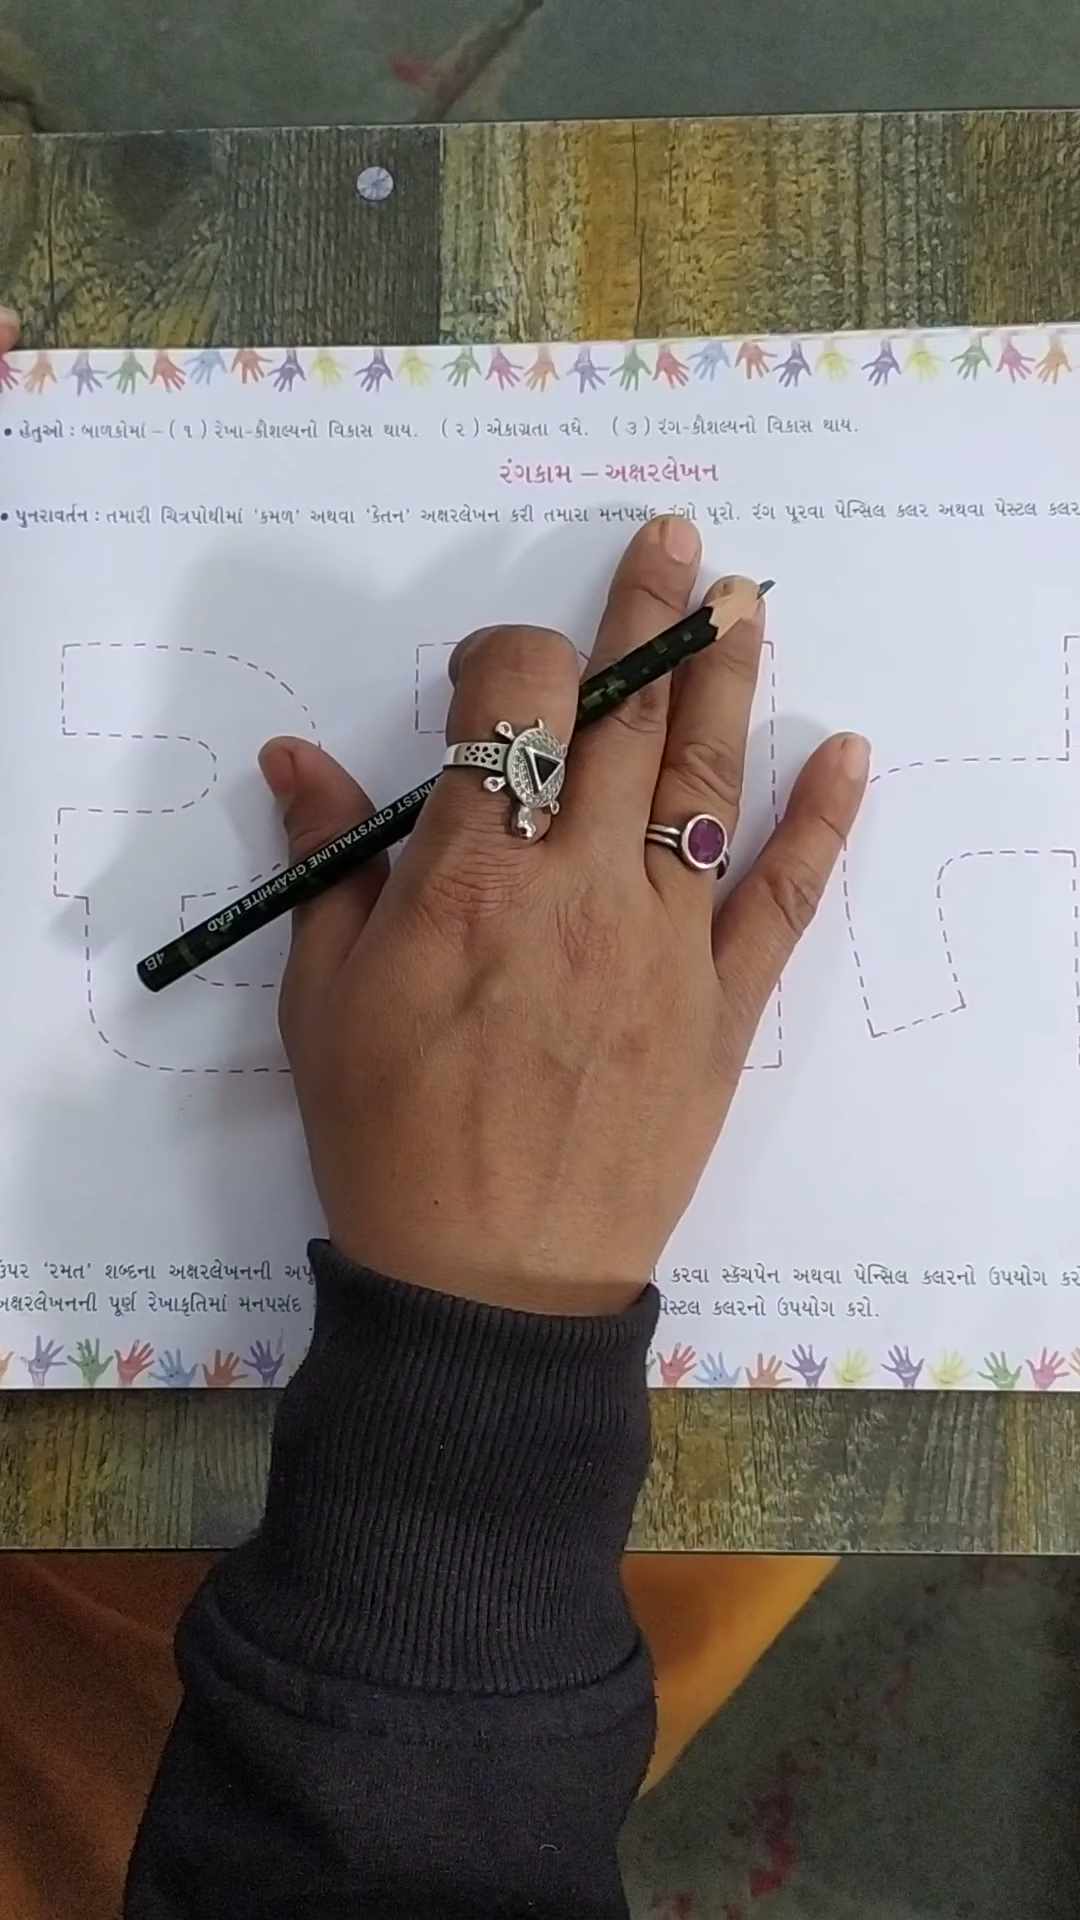 • હેતુઓ : બાળકોમાં – ( ૧ ) રેખા-કૌશલ્યનો વિકાસ થાય. ( ૨ ) એકાગ્રતા વધે. ( ૩ ) રંગ-કૌશલ્યનો વિકાસ થાય.
રંગકામ – અક્ષરલેખન
• પુનરાવર્તન : તમારી ચિત્રપોથીમાં ‘કમળ’ અથવા ‘કેતન’ અક્ષરલેખન કરી તમારા મનપસંદ રંગો પૂરો. રંગ પૂરવા પેન્સિલ કલર અથવા પેસ્ટલ કલર
FINEST CRYSTALLINE GRAPHITE LEAD 4B
ઉપર ‘રમત’ શબ્દના અક્ષરલેખનની કરવા સ્કેચપેન અથવા પેન્સિલ કલરનો ઉપયોગ
અક્ષરલેખનની પૂર્ણ રેખાકૃતિમાં મનપસંદ પેસ્ટલ કલરનો ઉપયોગ કરો.